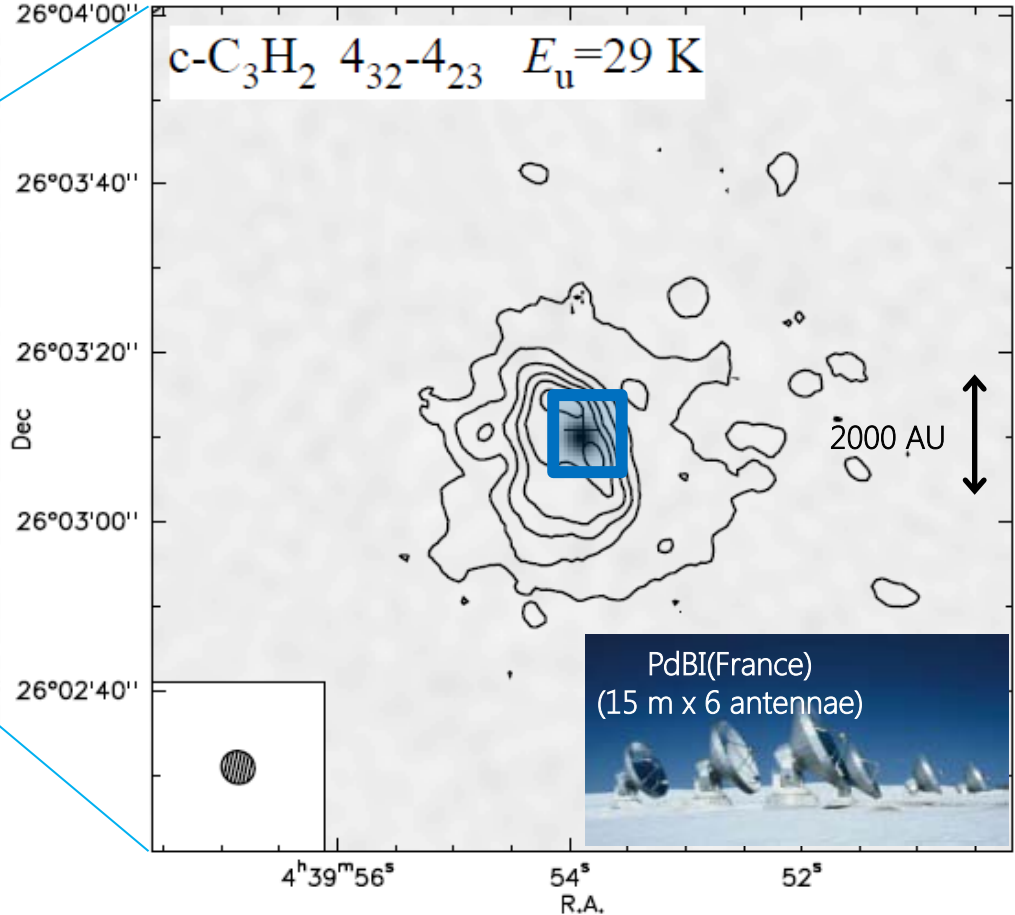 26°04'00''
c-C₃H₂ 4₃₂-4₂₃ Eᵤ=29 K
26°03'40''
26°03'20''
Dec
2000 AU
26°03'00''
PdBI(France)
(15 m x 6 antennae)
26°02'40''
4ʰ39ᵐ56ˢ 54ˢ 52ˢ
R.A.